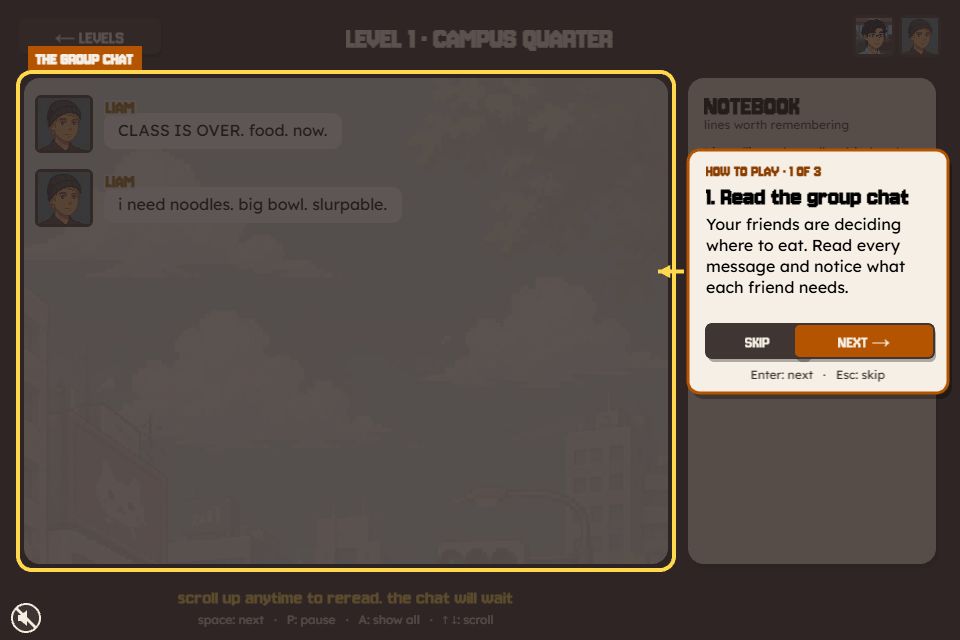 ← LEVELS
LEVEL 1 · CAMPUS QUARTER
THE GROUP CHAT
LIAM
CLASS IS OVER. food. now.
LIAM
i need noodles. big bowl. slurpable.
NOTEBOOK
lines worth remembering
HOW TO PLAY · 1 OF 3
1. Read the group chat
Your friends are deciding
where to eat. Read every
message and notice what
each friend needs.
SKIP
NEXT →
Enter: next · Esc: skip
scroll up anytime to reread. the chat will wait
space: next · P: pause · A: show all · ↑↓: scroll